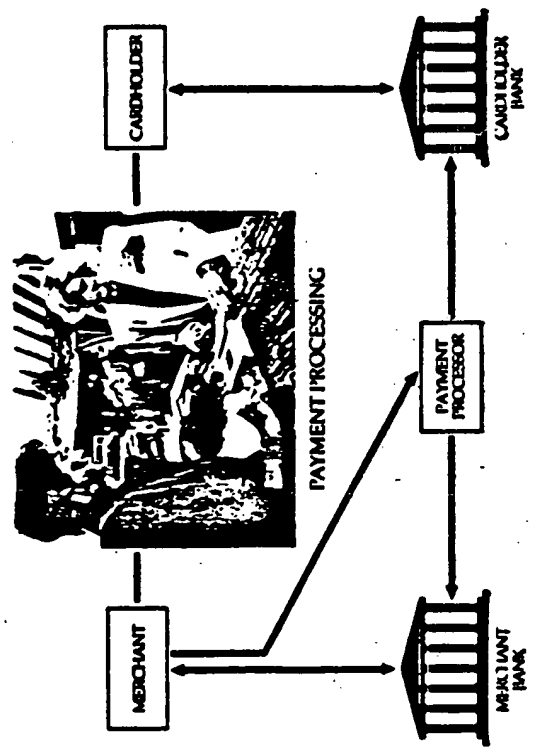 MERCHANT
CARDHOLDER
PAYMENT PROCESSING
MERCHANT
BANK
PAYMENT
PROCESSOR
CARDHOLDER
BANK